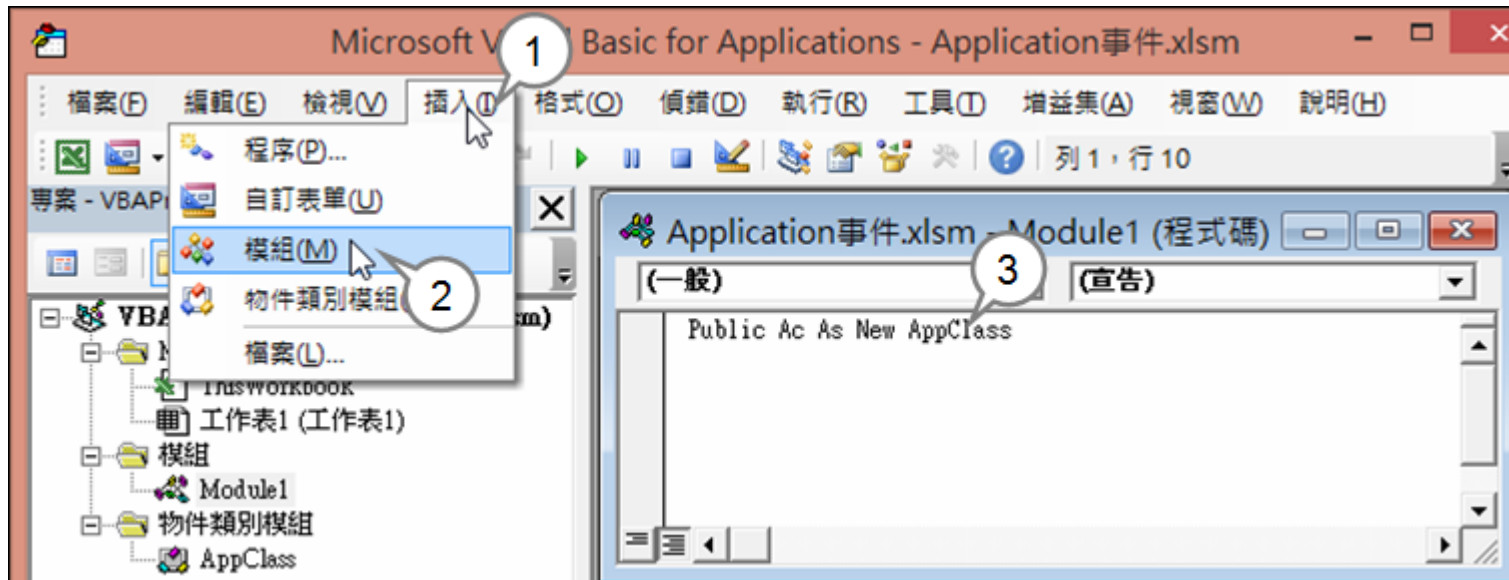 Microsoft V Basic for Applications - Application事件.xlsm
1
檔案(F) 編輯(E) 檢視(V) 插入(I) 格式(O) 偵錯(D) 執行(R) 工具(T) 增益集(A) 視窗(W) 說明(H)
程序(P)...
自訂表單(U)
模組(M)
2
物件類別模組(
檔案(L)...
列 1，行 10
專案 - VBAPr
VBA
sm)
ThisWorkbook
工作表1 (工作表1)
模組
Module1
物件類別模組
AppClass
Application事件.xlsm - Module1 (程式碼)
(一般)
3
(宣告)
Public Ac As New AppClass